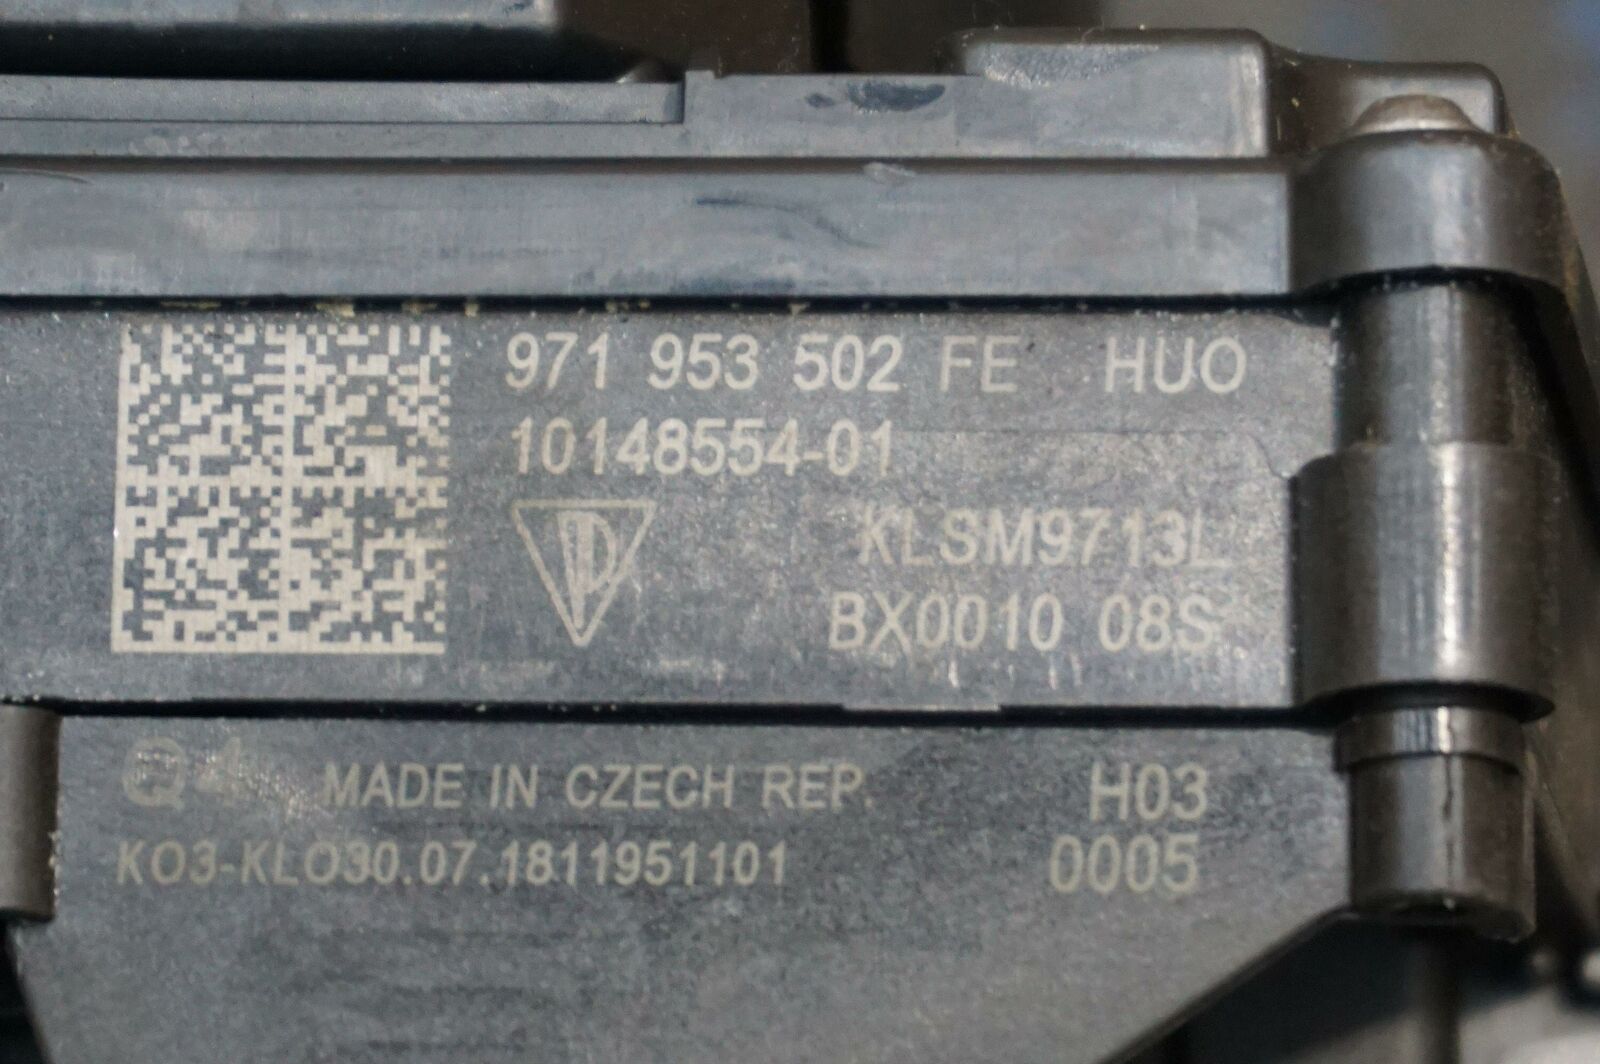 971 953 502 FE HUO
10148554-01
KLSM9713L
BX0010 08S
MADE IN CZECH REP. H03
KO3-KLO30.07.1811951101 0005